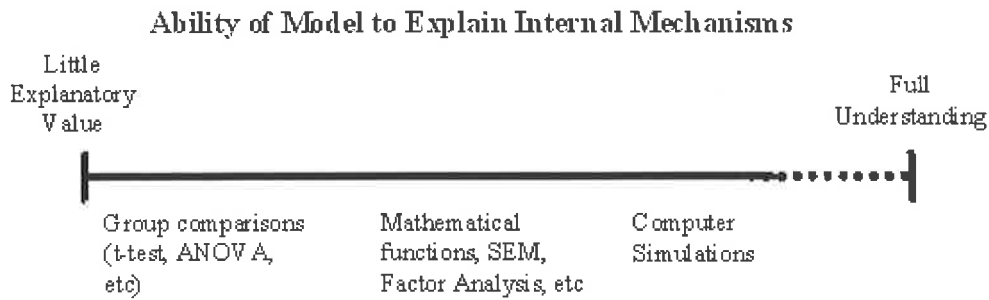 Ability of Model to Explain Internal Mechanisms
Little
Explanatory
Value
Full
Understanding
Group comparisons
(t-test, ANOVA,
etc)
Mathematical
functions, SEM,
Factor Analysis, etc
Computer
Simulations